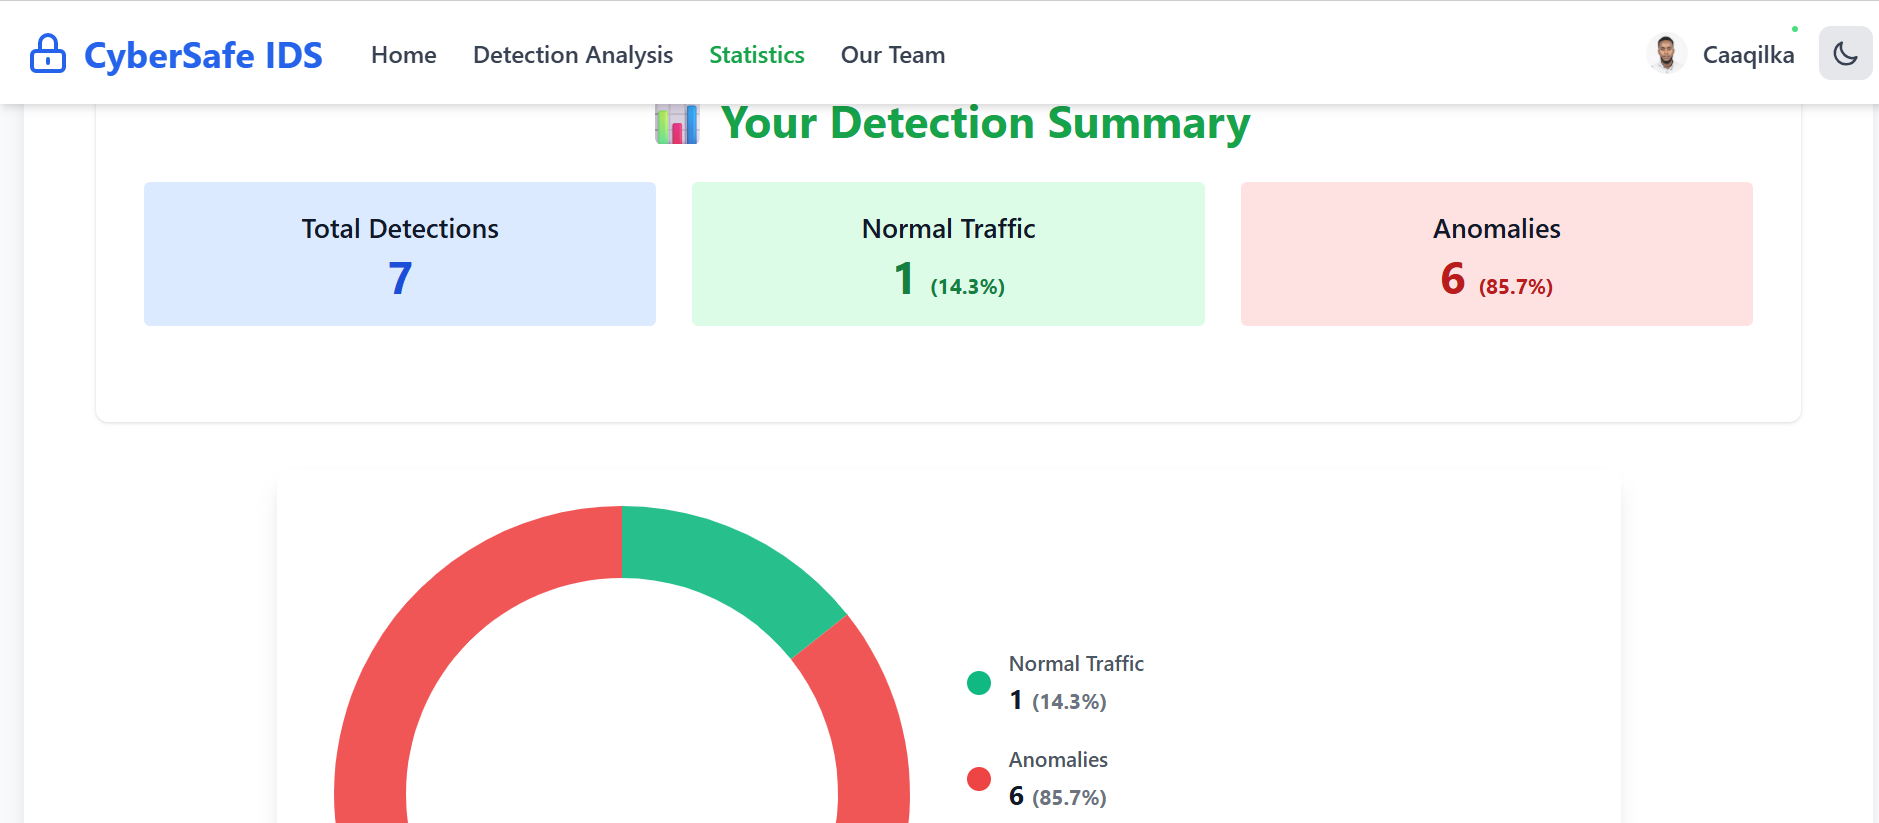 CyberSafe IDS Home Detection Analysis Statistics Our Team Caaqilka
Your Detection Summary
Total Detections
7
Normal Traffic
1 (14.3%)
Anomalies
6 (85.7%)
Normal Traffic
1 (14.3%)
Anomalies
6 (85.7%)